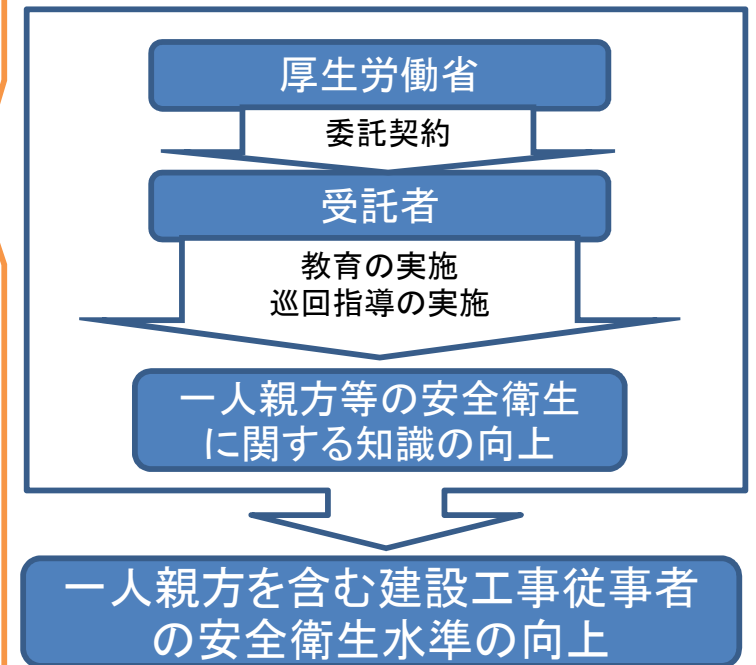 厚生労働省
委託契約
受託者
教育の実施
巡回指導の実施
一人親方等の安全衛生
に関する知識の向上
一人親方を含む建設工事従事者
の安全衛生水準の向上